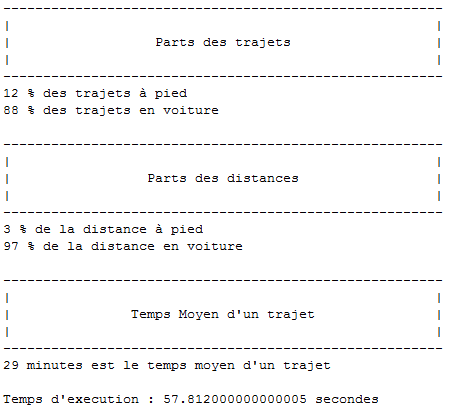 -------------------------------------------------------
| |
| Parts des trajets |
| |
-------------------------------------------------------
12 % des trajets à pied
88 % des trajets en voiture
-------------------------------------------------------
| |
| Parts des distances |
| |
-------------------------------------------------------
3 % de la distance à pied
97 % de la distance en voiture
-------------------------------------------------------
| |
| Temps Moyen d'un trajet |
| |
-------------------------------------------------------
29 minutes est le temps moyen d'un trajet
Temps d'execution : 57.812000000000005 secondes